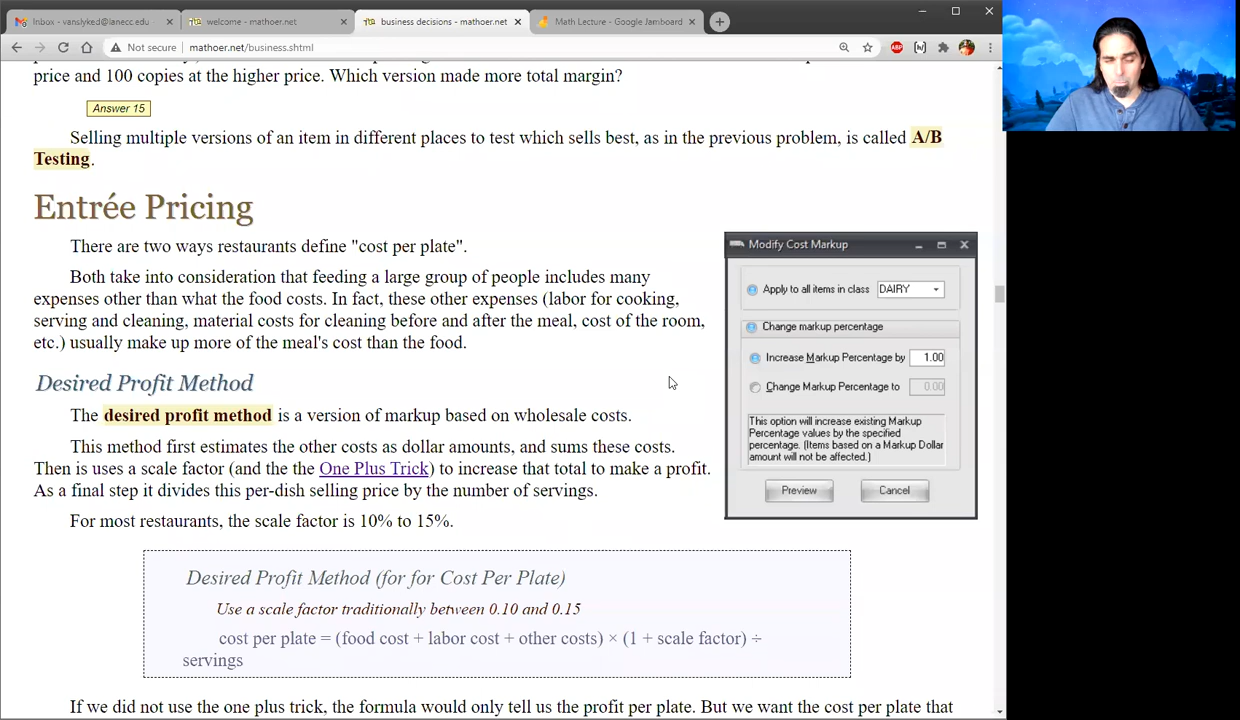 Inbox - vanslyked@lanecc.edu
welcome - mathoer.net
business decisions - mathoer.net
Math Lecture - Google Jamboard
Not secure
mathoer.net/business.shtml
ABP
price and 100 copies at the higher price. Which version made more total margin?
Answer 15
Selling multiple versions of an item in different places to test which sells best, as in the previous problem, is called A/B
Testing.
Entrée Pricing
There are two ways restaurants define "cost per plate".
Both take into consideration that feeding a large group of people includes many
expenses other than what the food costs. In fact, these other expenses (labor for cooking,
serving and cleaning, material costs for cleaning before and after the meal, cost of the room,
etc.) usually make up more of the meal's cost than the food.
Desired Profit Method
The desired profit method is a version of markup based on wholesale costs.
This method first estimates the other costs as dollar amounts, and sums these costs.
Then is uses a scale factor (and the the One Plus Trick) to increase that total to make a profit.
As a final step it divides this per-dish selling price by the number of servings.
For most restaurants, the scale factor is 10% to 15%.
Modify Cost Markup
Apply to all items in class
DAIRY
Change markup percentage
Increase Markup Percentage by
1.00
Change Markup Percentage to
0.00
This option will increase existing Markup
Percentage values by the specified
percentage. (Items based on a Markup Dollar
amount will not be affected.)
Preview
Cancel
Desired Profit Method (for for Cost Per Plate)
Use a scale factor traditionally between 0.10 and 0.15
cost per plate = (food cost + labor cost + other costs) × (1 + scale factor) ÷
servings
If we did not use the one plus trick, the formula would only tell us the profit per plate. But we want the cost per plate that